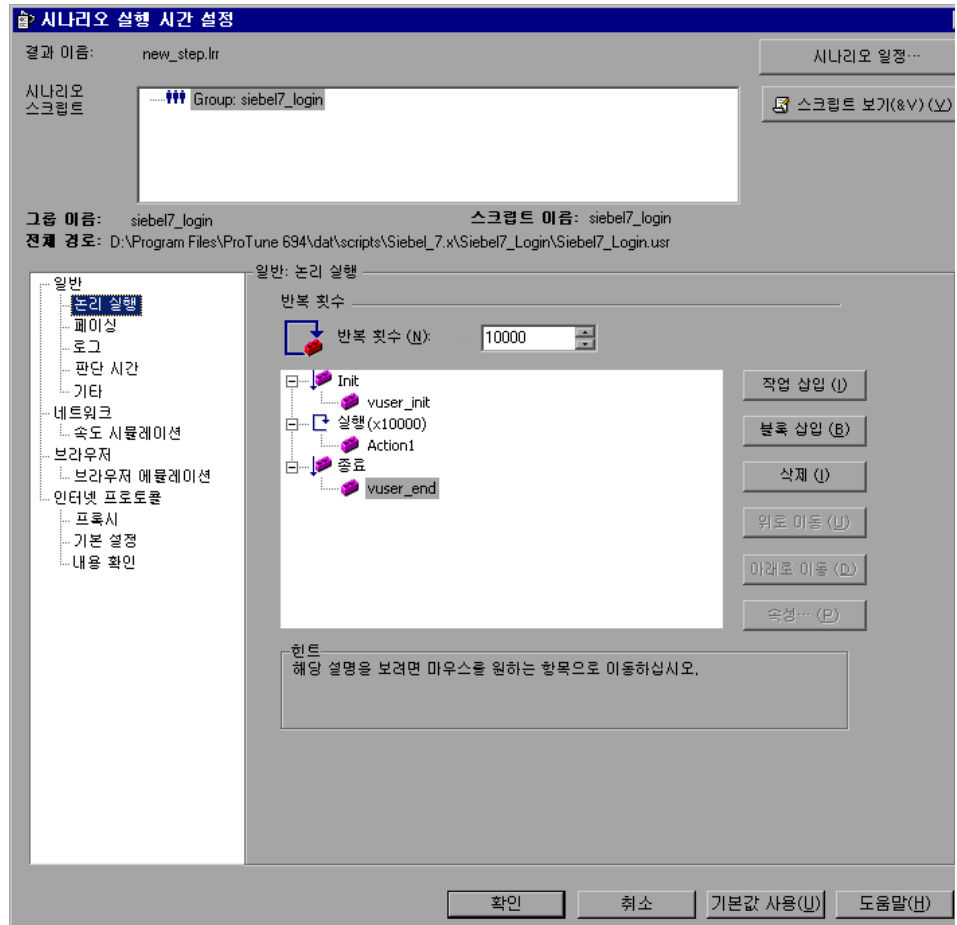 시나리오 실행 시간 설정
결과 이름: new_step.lrr
시나리오 일정...
시나리오
스크립트
Group: siebel7_login
스크립트 보기(&V) (V)
그룹 이름: siebel7_login 스크립트 이름: siebel7_login
전체 경로: D:\Program Files\ProTune 694\dat\scripts\Siebel_7.x\Siebel7_Login\Siebel7_Login.usr
일반
논리 실행
페이싱
로그
판단 시간
기타
네트워크
속도 시뮬레이션
브라우저
브라우저 에뮬레이션
인터넷 프로토콜
프록시
기본 설정
내용 확인
일반: 논리 실행
반복 횟수
반복 횟수 (N): 10000
Init
vuser_init
실행(x10000)
Action1
종료
vuser_end
작업 삽입 (I)
블록 삽입 (B)
삭제 (I)
위로 이동 (U)
아래로 이동 (D)
속성... (P)
힌트
해당 설명을 보려면 마우스를 원하는 항목으로 이동하십시오.
확인 취소 기본값 사용(U) 도움말(H)